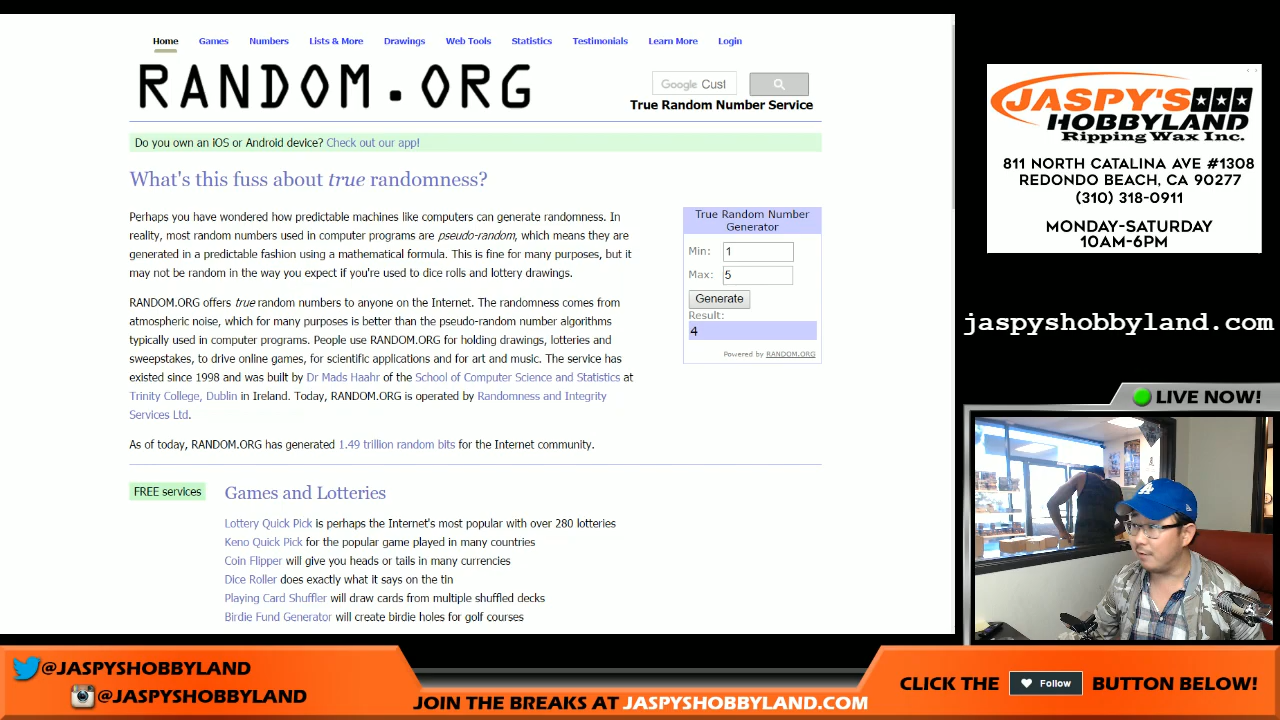 Home Games Numbers Lists & More Drawings Web Tools Statistics Testimonials Learn More Login
RANDOM.ORG
Google Cust
True Random Number Service
Do you own an iOS or Android device? Check out our app!
What's this fuss about true randomness?
Perhaps you have wondered how predictable machines like computers can generate randomness. In
reality, most random numbers used in computer programs are pseudo-random, which means they are
generated in a predictable fashion using a mathematical formula. This is fine for many purposes, but it
may not be random in the way you expect if you're used to dice rolls and lottery drawings.
RANDOM.ORG offers true random numbers to anyone on the Internet. The randomness comes from
atmospheric noise, which for many purposes is better than the pseudo-random number algorithms
typically used in computer programs. People use RANDOM.ORG for holding drawings, lotteries and
sweepstakes, to drive online games, for scientific applications and for art and music. The service has
existed since 1998 and was built by Dr Mads Haahr of the School of Computer Science and Statistics at
Trinity College, Dublin in Ireland. Today, RANDOM.ORG is operated by Randomness and Integrity
Services Ltd.
As of today, RANDOM.ORG has generated 1.49 trillion random bits for the Internet community.
True Random Number
Generator
Min: 1
Max: 5
Generate
Result:
4
Powered by RANDOM.ORG
FREE services
Games and Lotteries
Lottery Quick Pick is perhaps the Internet's most popular with over 280 lotteries
Keno Quick Pick for the popular game played in many countries
Coin Flipper will give you heads or tails in many currencies
Dice Roller does exactly what it says on the tin
Playing Card Shuffler will draw cards from multiple shuffled decks
Birdie Fund Generator will create birdie holes for golf courses
JASPY'S
HOBBYLAND
Ripping Wax Inc.
811 NORTH CATALINA AVE #1308
REDONDO BEACH, CA 90277
(310) 318-0911
MONDAY-SATURDAY
10AM-6PM
jaspyshobbyland.com
LIVE NOW!
LA
@JASPYSHOBBYLAND
@JASPYSHOBBYLAND
JOIN THE BREAKS AT JASPYSHOBBYLAND.COM
CLICK THE Follow BUTTON BELOW!